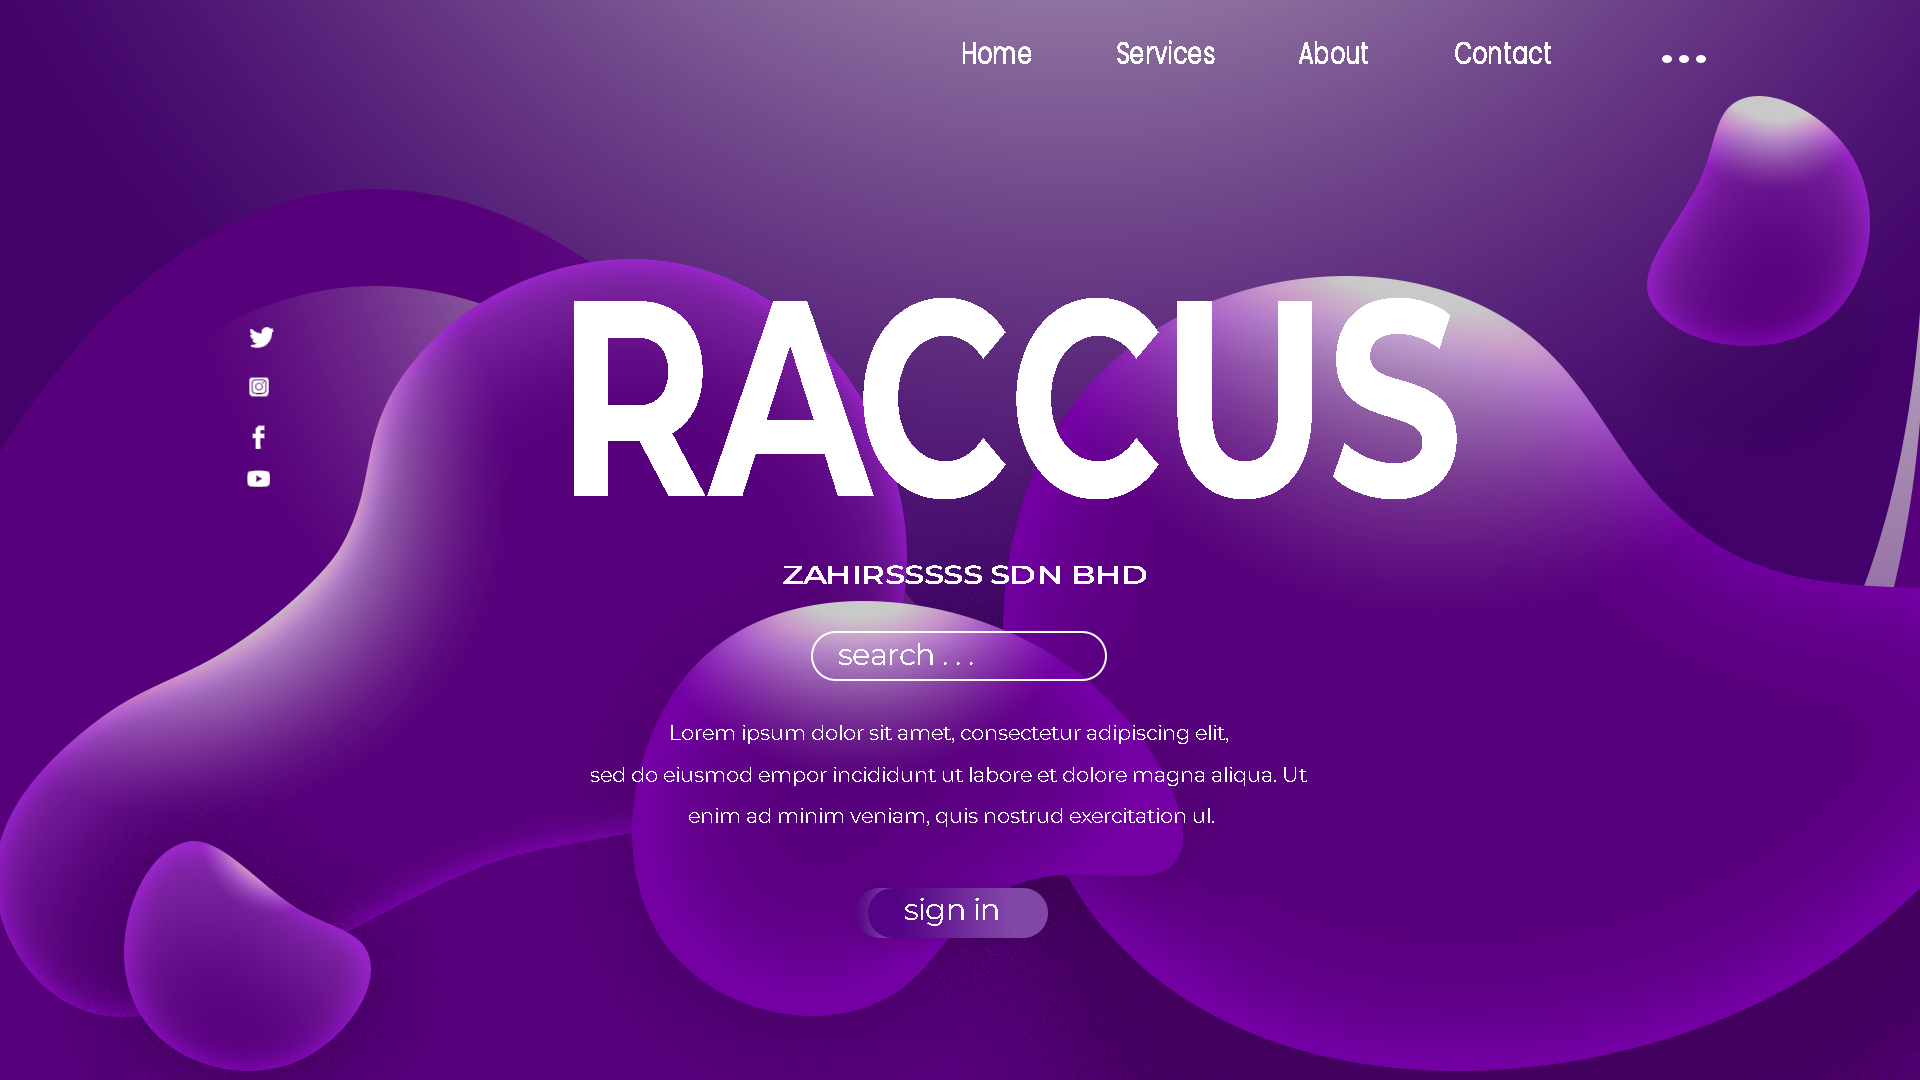 Home Services About Contact
RACCUS
ZAHIRSSSSS SDN BHD
search . . .
Lorem ipsum dolor sit amet, consectetur adipiscing elit,
sed do eiusmod empor incididunt ut labore et dolore magna aliqua. Ut
enim ad minim veniam, quis nostrud exercitation ul.
sign in